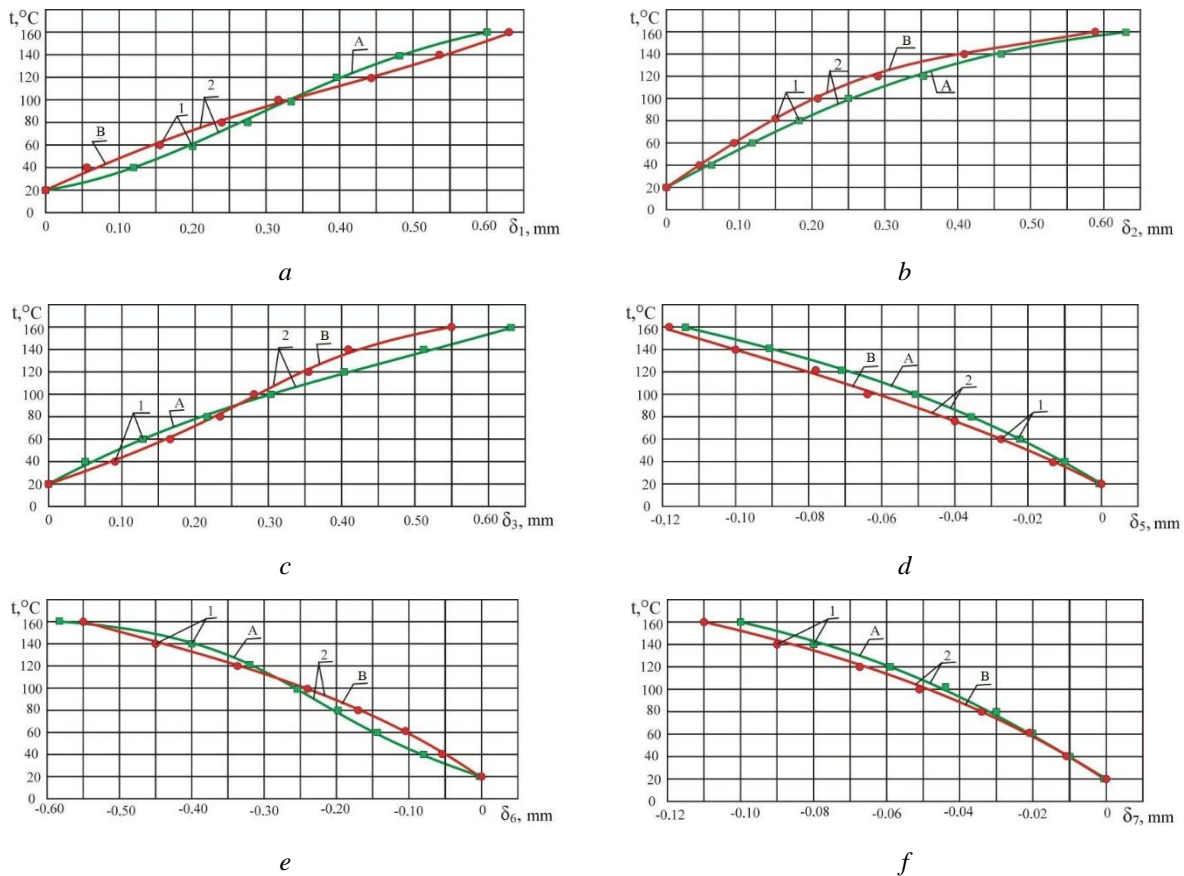 t,°C
160
140
120
100
80
60
40
20
0
B
1
2
A
0 0.10 0.20 0.30 0.40 0.50 0.60 δ1, mm
a
t,°C
160
140
120
100
80
60
40
20
0
1
2
B
A
0 0.10 0.20 0.30 0.40 0.50 0,60 δ2, mm
b
t,°C
160
140
120
100
80
60
40
20
0
1
A
2
B
0 0.10 0.20 0.30 0.40 0.50 0.60 δ3, mm
c
t,°C
160
140
120
100
80
60
40
20
0
B
A
2
1
-0,12 -0.10 -0.08 -0.06 -0.04 -0.02 0 δ5, mm
d
t,°C
160
140
120
100
80
60
40
20
0
1
A
2
B
-0.60 -0.50 -0.40 -0.30 -0.20 -0.10 0 δ6, mm
e
t,°C
160
140
120
100
80
60
40
20
0
1
A
2
B
-0.12 -0.10 -0.08 -0.06 -0.04 -0.02 0 δ7, mm
f